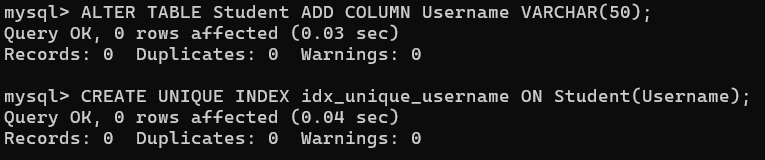 mysql> ALTER TABLE Student ADD COLUMN Username VARCHAR(50);
Query OK, 0 rows affected (0.03 sec)
Records: 0  Duplicates: 0  Warnings: 0

mysql> CREATE UNIQUE INDEX idx_unique_username ON Student(Username);
Query OK, 0 rows affected (0.04 sec)
Records: 0  Duplicates: 0  Warnings: 0